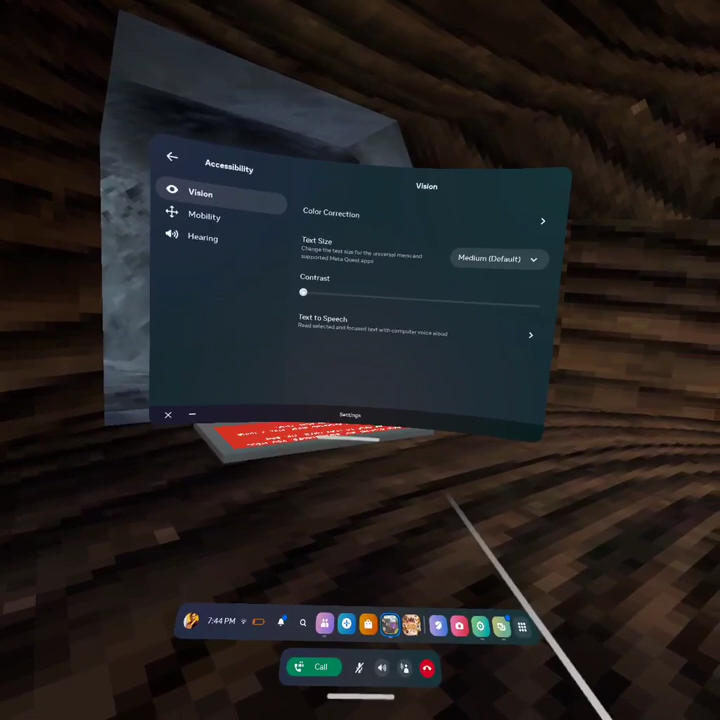 Accessibility
Vision
Mobility
Hearing
Vision
Color Correction
Text Size
Change the text size for the universal menu and
supported Meta Quest apps
Medium (Default)
Contrast
Text to Speech
Read selected and focused text with computer voice aloud
Settings
7:44 PM
Call